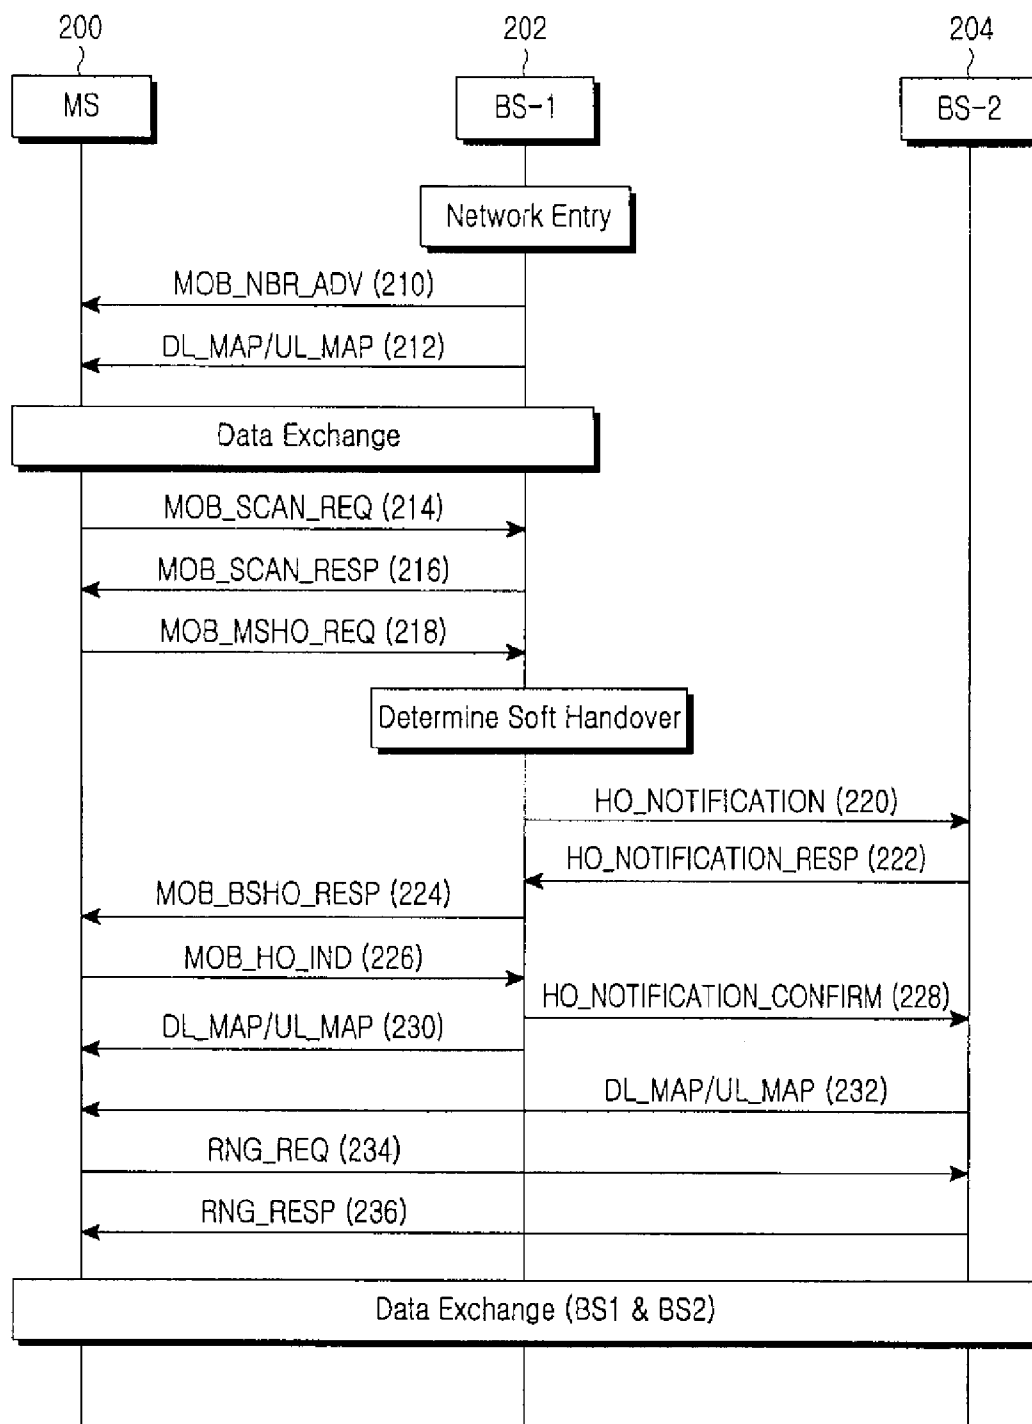 200
202
204
MS
BS-1
BS-2
Network Entry
MOB_NBR_ADV (210)
DL_MAP/UL_MAP (212)
Data Exchange
MOB_SCAN_REQ (214)
MOB_SCAN_RESP (216)
MOB_MSHO_REQ (218)
Determine Soft Handover
HO_NOTIFICATION (220)
HO_NOTIFICATION_RESP (222)
MOB_BSHO_RESP (224)
MOB_HO_IND (226)
HO_NOTIFICATION_CONFIRM (228)
DL_MAP/UL_MAP (230)
DL_MAP/UL_MAP (232)
RNG_REQ (234)
RNG_RESP (236)
Data Exchange (BS1 & BS2)